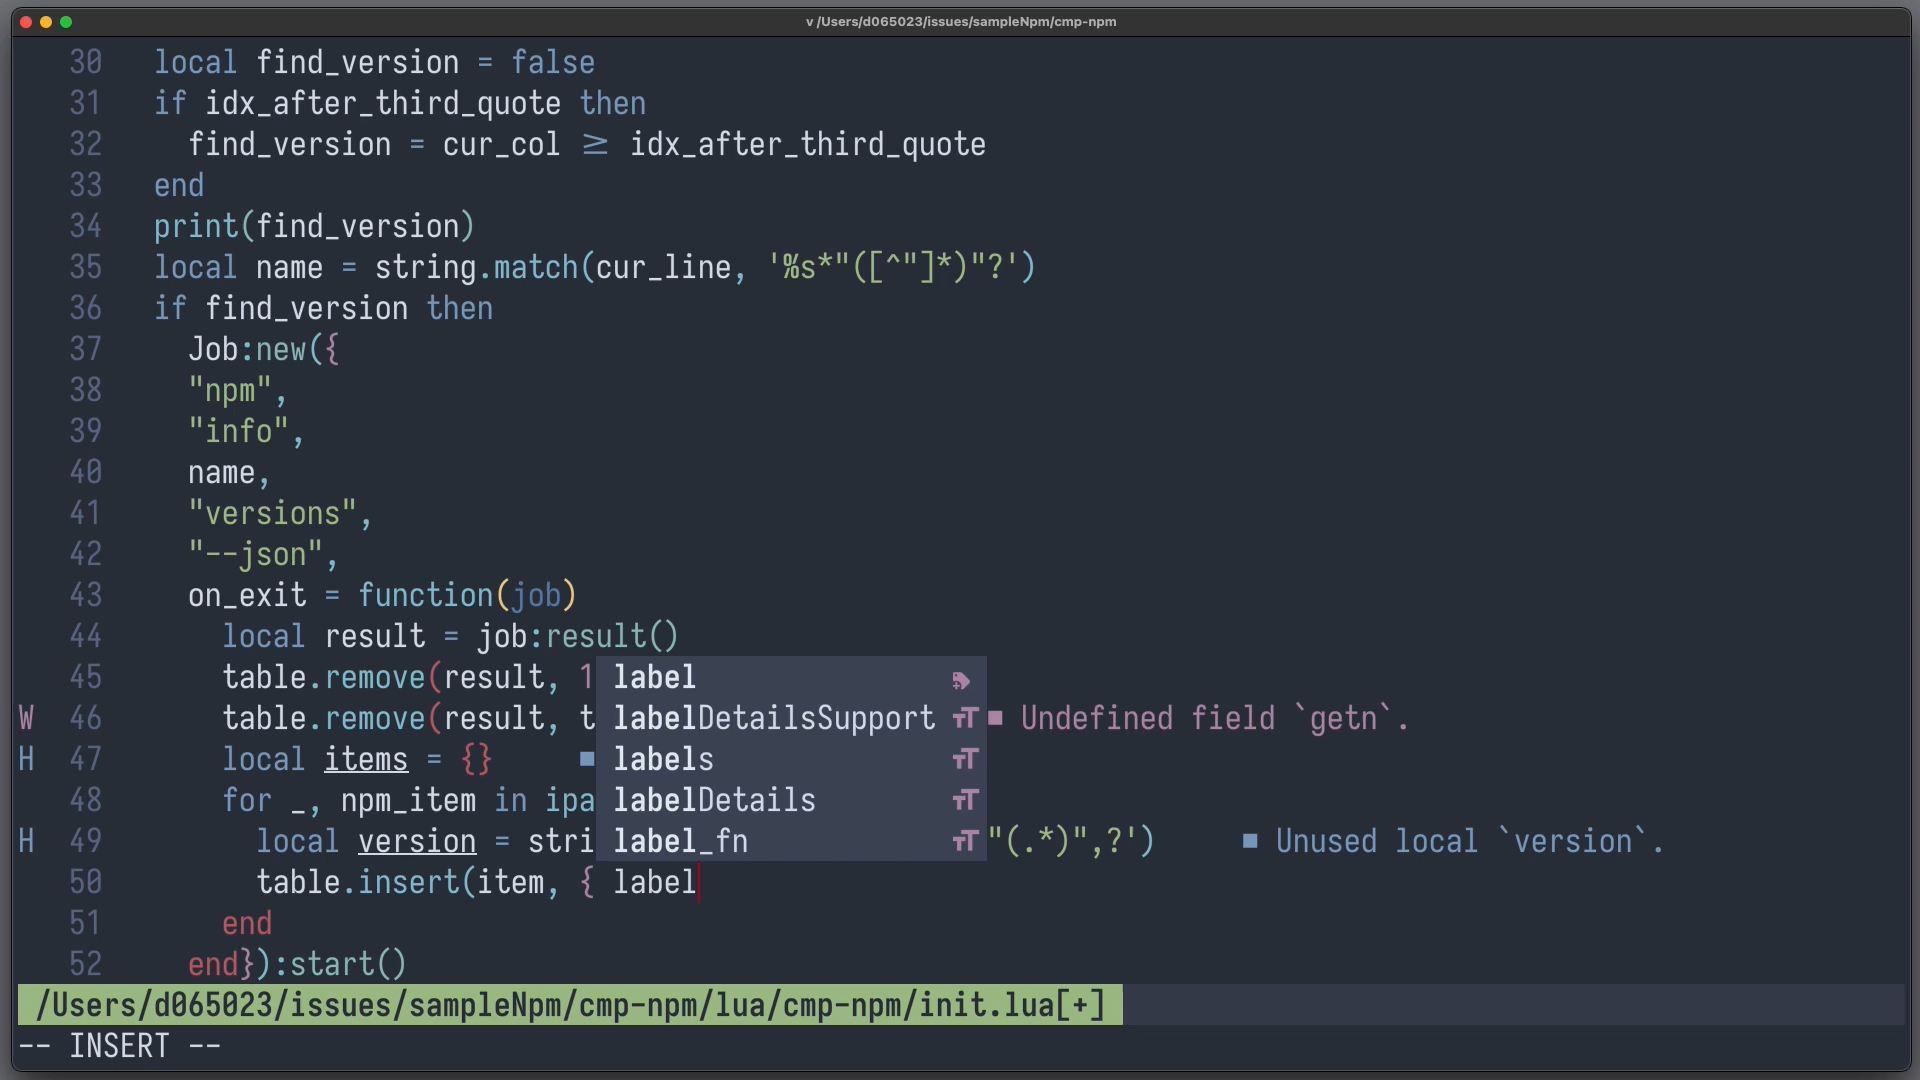 v /Users/d065023/issues/sampleNpm/cmp-npm
30 local find_version = false
31 if idx_after_third_quote then
32 find_version = cur_col ≥ idx_after_third_quote
33 end
34 print(find_version)
35 local name = string.match(cur_line, '%s*"([^"]*)"?')
36 if find_version then
37 Job:new({
38 "npm",
39 "info",
40 name,
41 "versions",
42 "--json",
43 on_exit = function(job)
44 local result = job:result()
45 table.remove(result, 1 label
W 46 table.remove(result, t labelDetailsSupport ■ Undefined field `getn`.
H 47 local items = {} ■ labels
48 for _, npm_item in ipa labelDetails
H 49 local version = stri label_fn "(.*)",?') ■ Unused local `version`.
50 table.insert(item, { label
51 end
52 end}):start()
/Users/d065023/issues/sampleNpm/cmp-npm/lua/cmp-npm/init.lua[+]
-- INSERT --